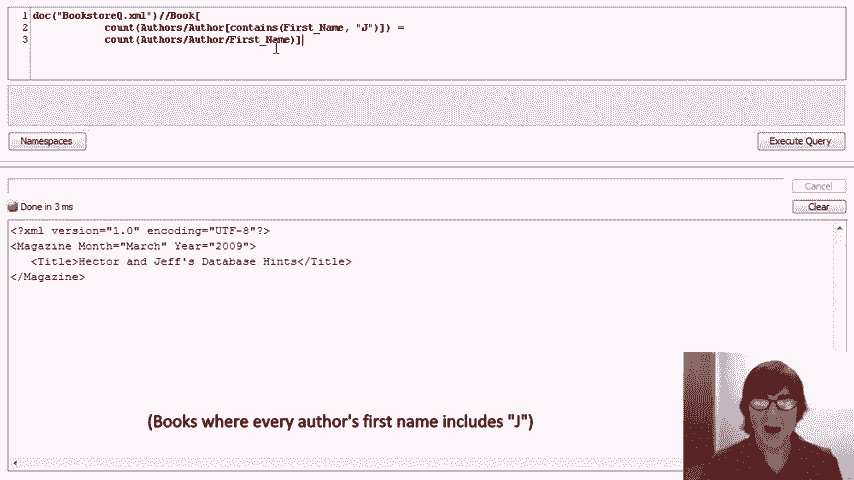 1 doc("BookstoreQ.xml")//Book[
2 count(Authors/Author[contains(First_Name, "J")]) =
3 count(Authors/Author/First_Name)]
Namespaces
Execute Query
Cancel
Done in 3 ms
Clear
<?xml version="1.0" encoding="UTF-8"?>
<Magazine Month="March" Year="2009">
<Title>Hector and Jeff's Database Hints</Title>
</Magazine>
(Books where every author's first name includes "J")